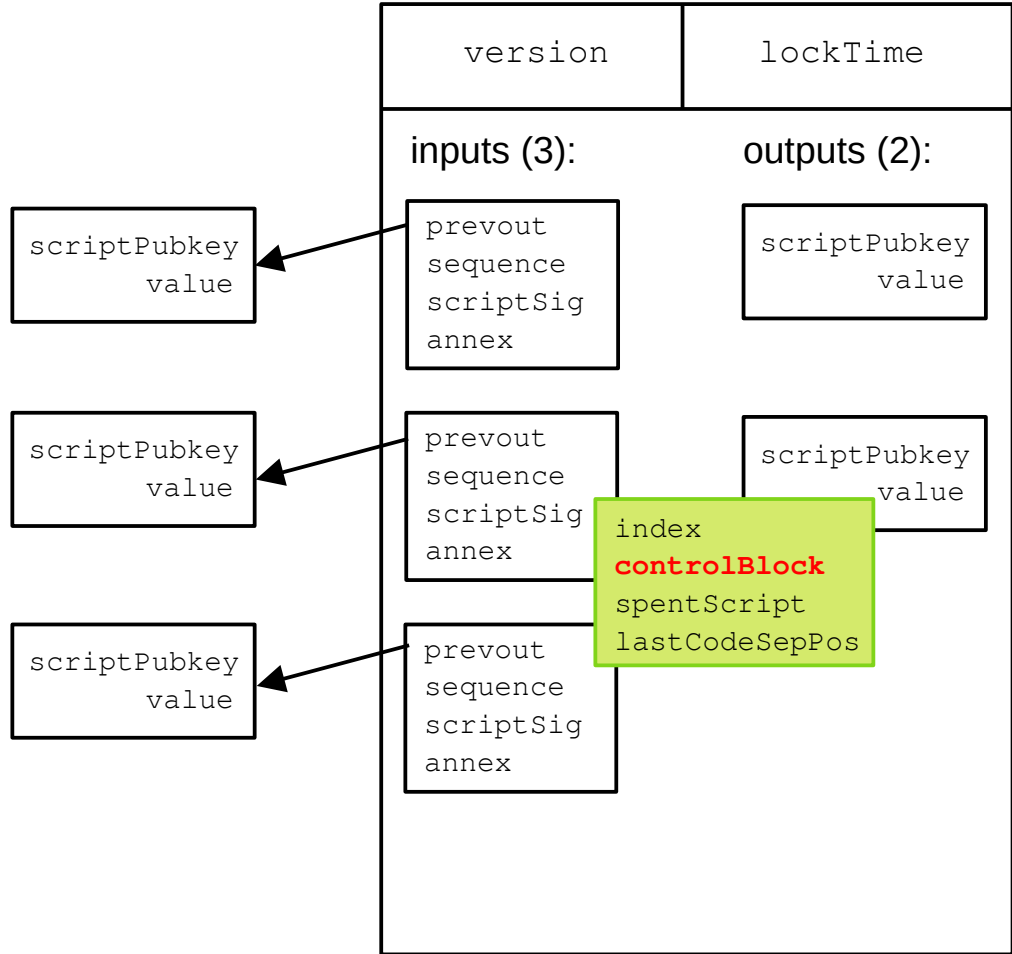 version
lockTime
inputs (3):
outputs (2):
scriptPubkey
value
prevout
sequence
scriptSig
annex
scriptPubkey
value
scriptPubkey
value
prevout
sequence
scriptSig
annex
scriptPubkey
value
index
controlBlock
spentScript
lastCodeSepPos
scriptPubkey
value
prevout
sequence
scriptSig
annex